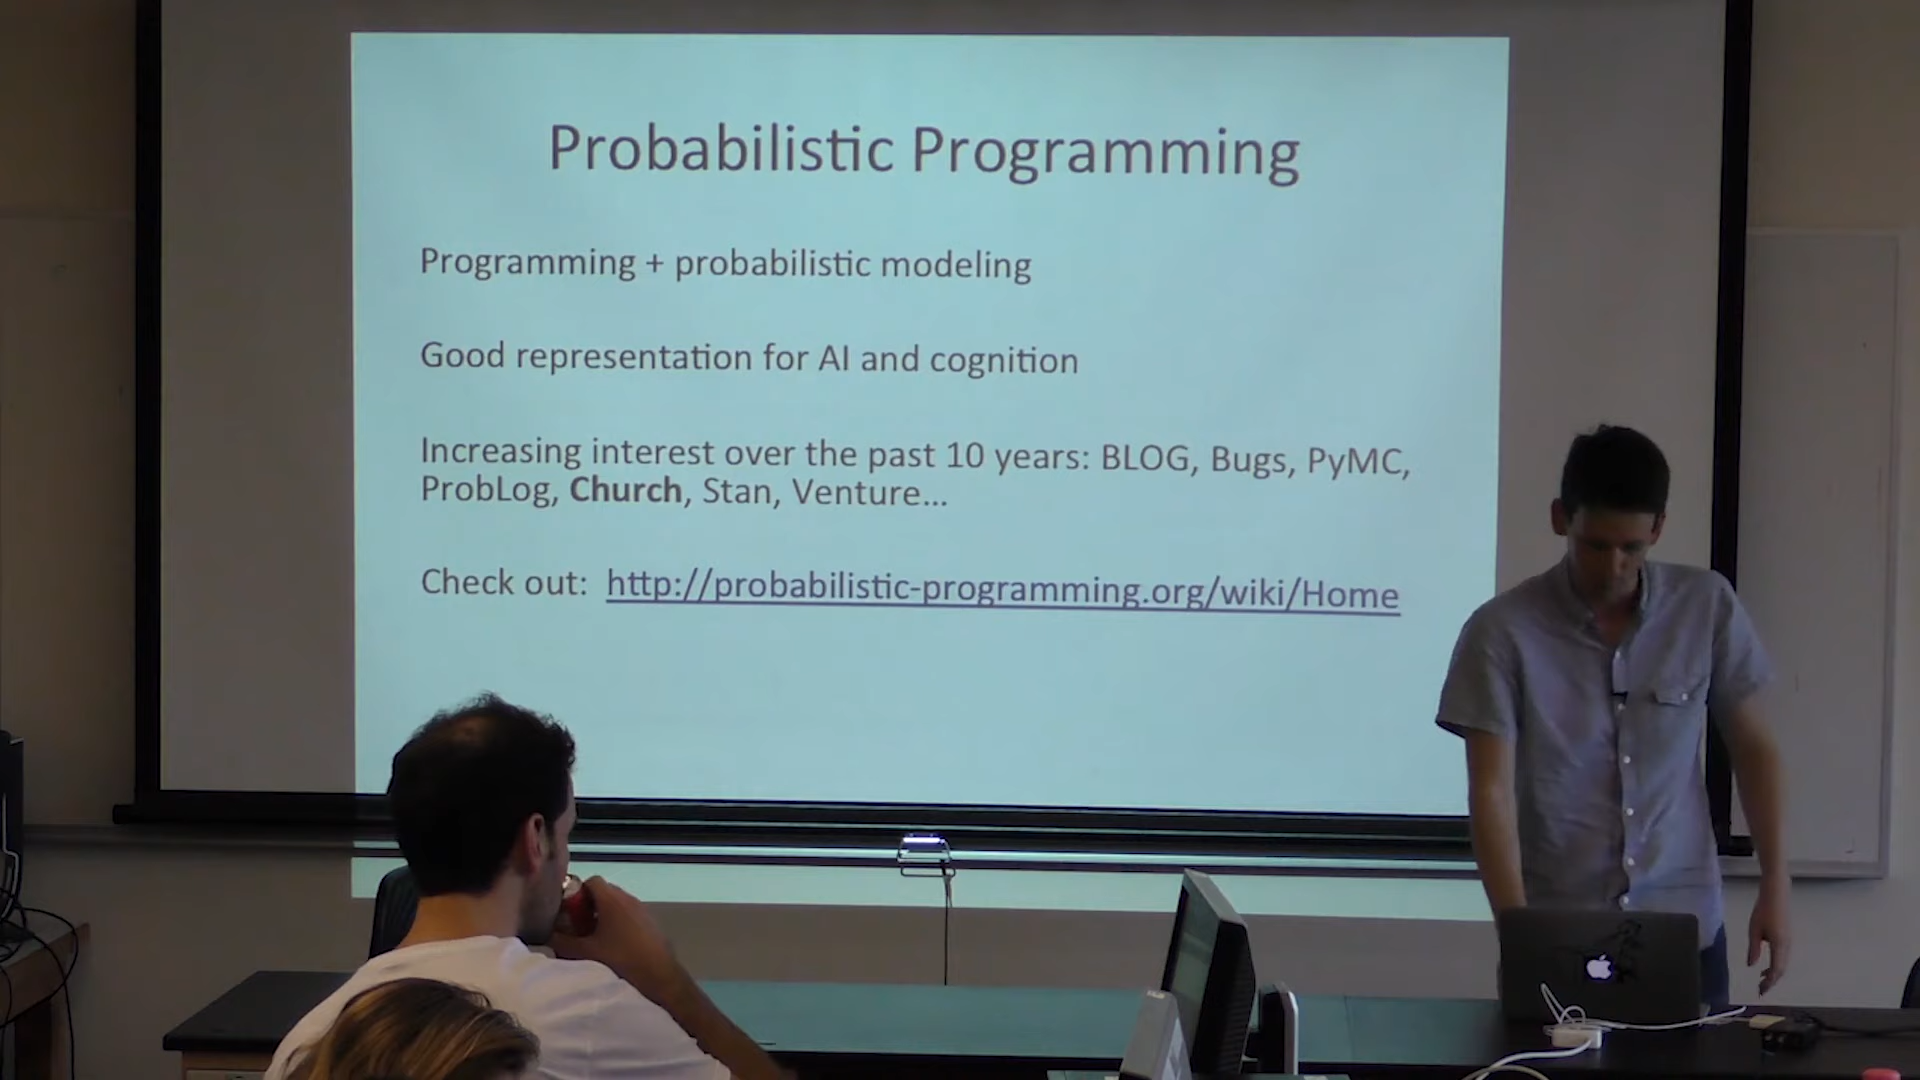 Probabilistic Programming
Programming + probabilistic modeling
Good representation for AI and cognition
Increasing interest over the past 10 years: BLOG, Bugs, PyMC,
ProbLog, Church, Stan, Venture...
Check out: http://probabilistic-programming.org/wiki/Home